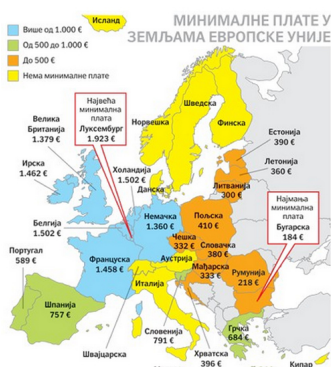 МИНИМАЛНЕ ПЛАТЕ У
ЗЕМЉАМА ЕВРОПСКЕ УНИЈЕ
Исланд
Више од 1.000 €
Од 500 до 1.000 €
До 500 €
Нема минималне плате
Највећа
минимална
плата
Луксембург
1.923 €
Велика
Британија
1.379 €
Ирска
1.462 €
Норвешка
Шведска
Финска
Естонија
390 €
Летонија
360 €
Литванија
300 €
Холандија
1.502 €
Данска
Белгија
1.502 €
Немачка
1.360 €
Пољска
410 €
Чешка
332 €
Словачка
380 €
Најмања
минимална
плата
Бугарска
184 €
Португал
589 €
Француска
1.458 €
Аустрија
Мађарска
333 €
Румунија
218 €
Шпанија
757 €
Италија
Швајцарска
Словенија
791 €
Хрватска
396 €
Грчка
684 €
Кипар